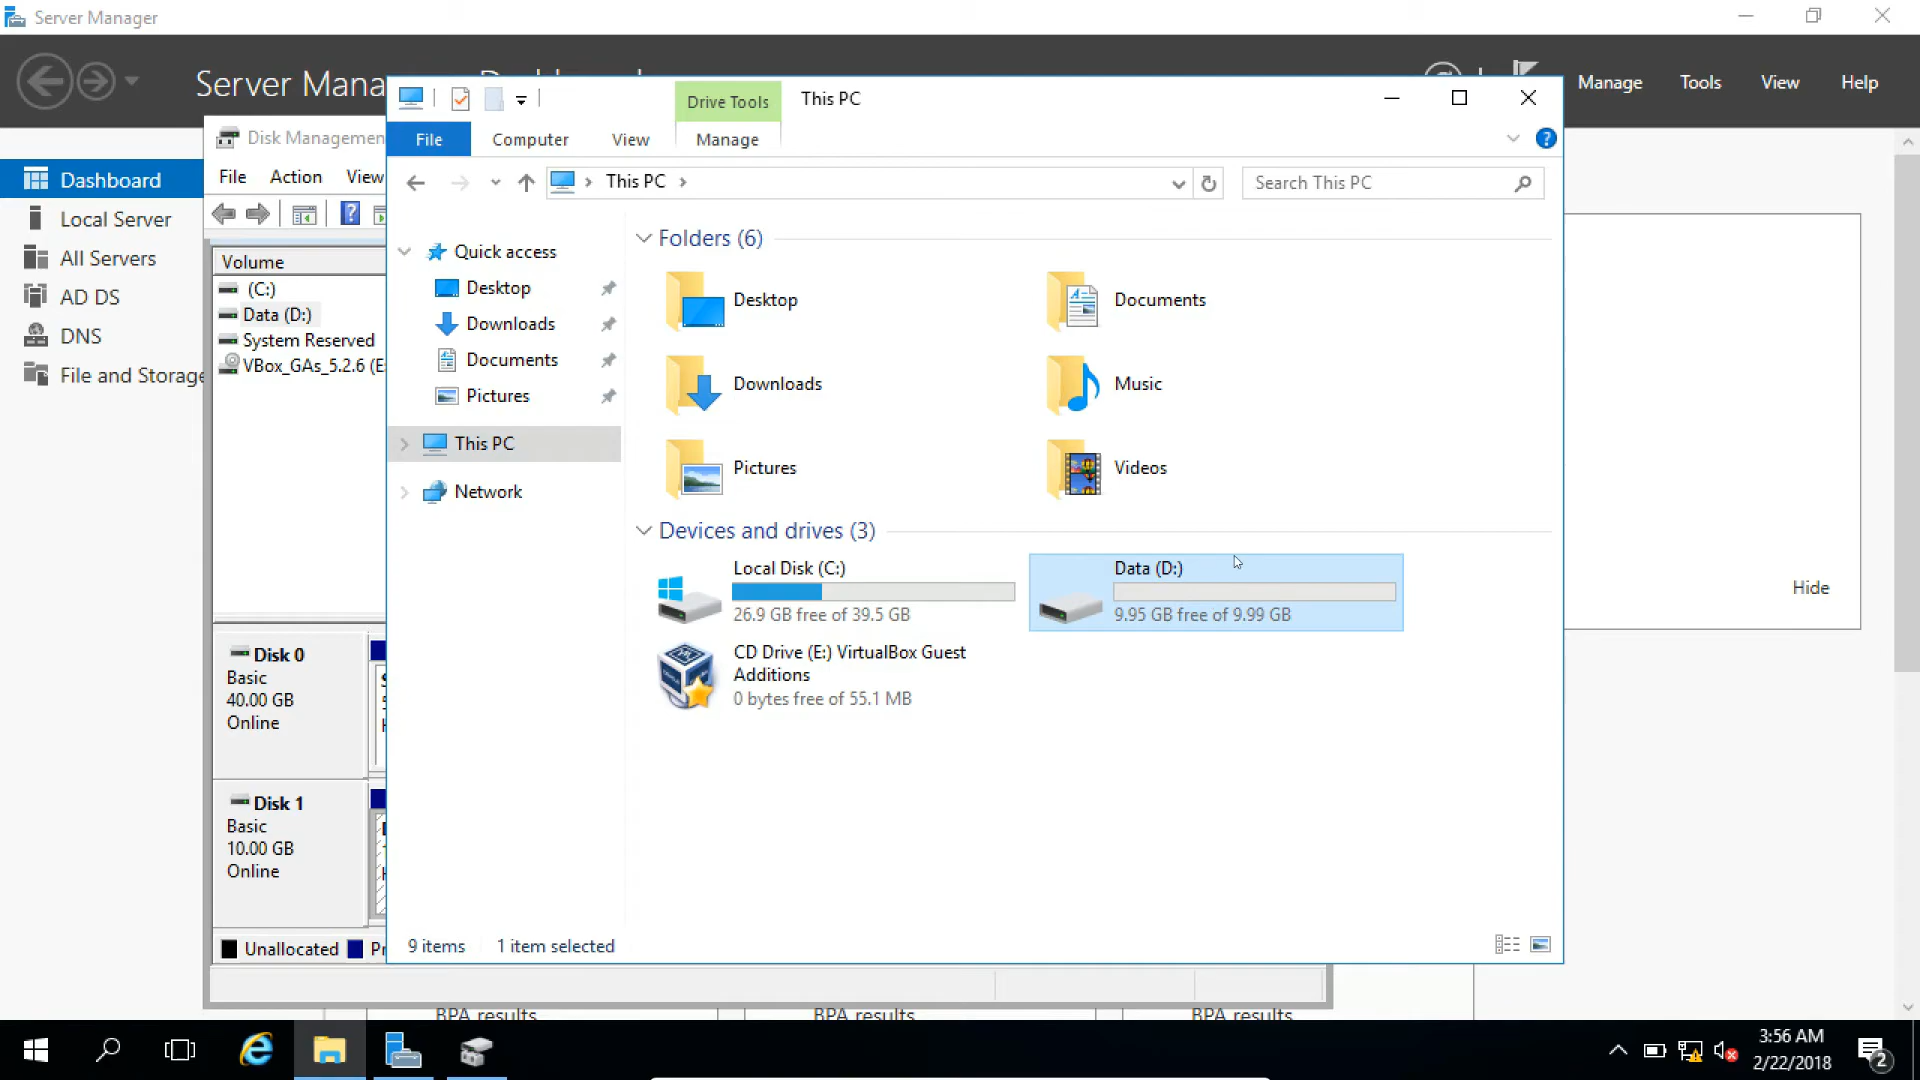 Server Manager
Server Mana
Manage
Tools
View
Help
Dashboard
Local Server
All Servers
AD DS
DNS
File and Storage
Hide
Disk Managemen
File
Action
View
Volume
(C:)
Data (D:)
System Reserved
VBox_GAs_5.2.6 (E:
Disk 0
Basic
40.00 GB
Online
Disk 1
Basic
10.00 GB
Online
Unallocated
Pr
Drive Tools
This PC
File
Computer
View
Manage
This PC
Search This PC
Quick access
Desktop
Downloads
Documents
Pictures
This PC
Network
Folders (6)
Desktop
Documents
Downloads
Music
Pictures
Videos
Devices and drives (3)
Local Disk (C:)
26.9 GB free of 39.5 GB
Data (D:)
9.95 GB free of 9.99 GB
CD Drive (E:) VirtualBox Guest
Additions
0 bytes free of 55.1 MB
9 items
1 item selected
BPA results
BPA results
BPA results
3:56 AM
2/22/2018
2